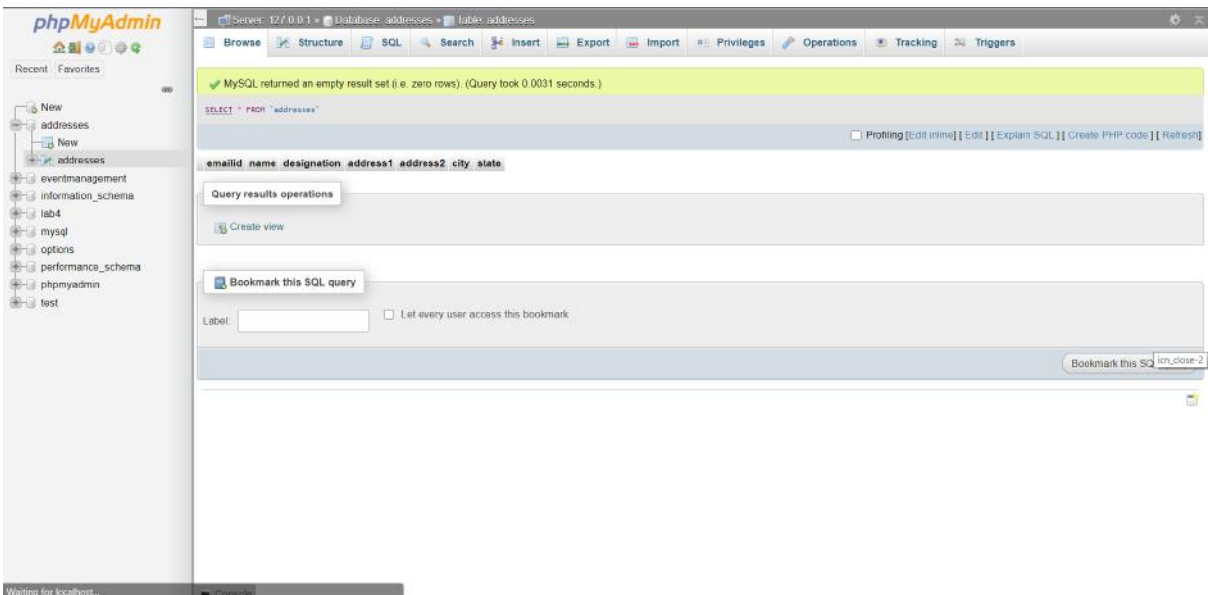 phpMyAdmin
Recent Favorites
New
addresses
New
addresses
eventmanagement
information_schema
lab4
mysql
options
performance_schema
phpmyadmin
test
Server: 127.0.0.1 » Database: addresses » Table: addresses
Browse Structure SQL Search Insert Export Import Privileges Operations Tracking Triggers
MySQL returned an empty result set (i.e. zero rows). (Query took 0.0031 seconds.)
SELECT * FROM `addresses`
Profiling [Edit inline] [ Edit ] [ Explain SQL ] [ Create PHP code ] [ Refresh]
emailid name designation address1 address2 city state
Query results operations
Create view
Bookmark this SQL query
Label: Let every user access this bookmark
Bookmark this SQ icn_close-2
Waiting for localhost... Console